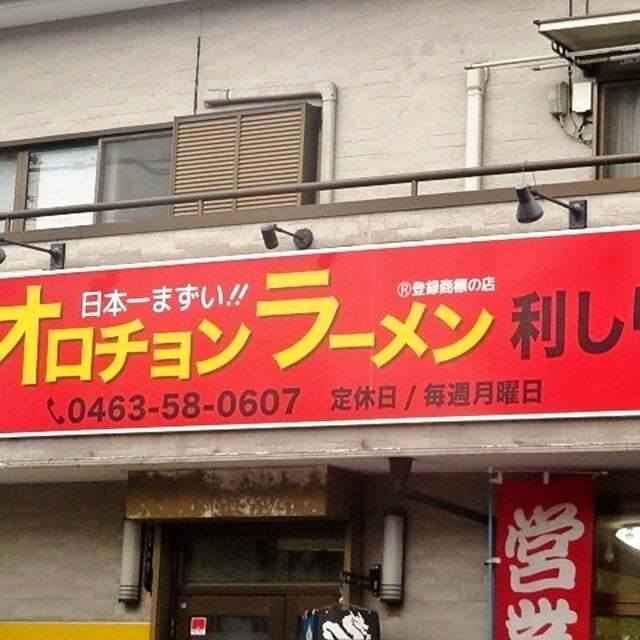 日本一まずい!!
オロチョンラーメン
®登録商標の店
利し
0463-58-0607
定休日/毎週月曜日
営